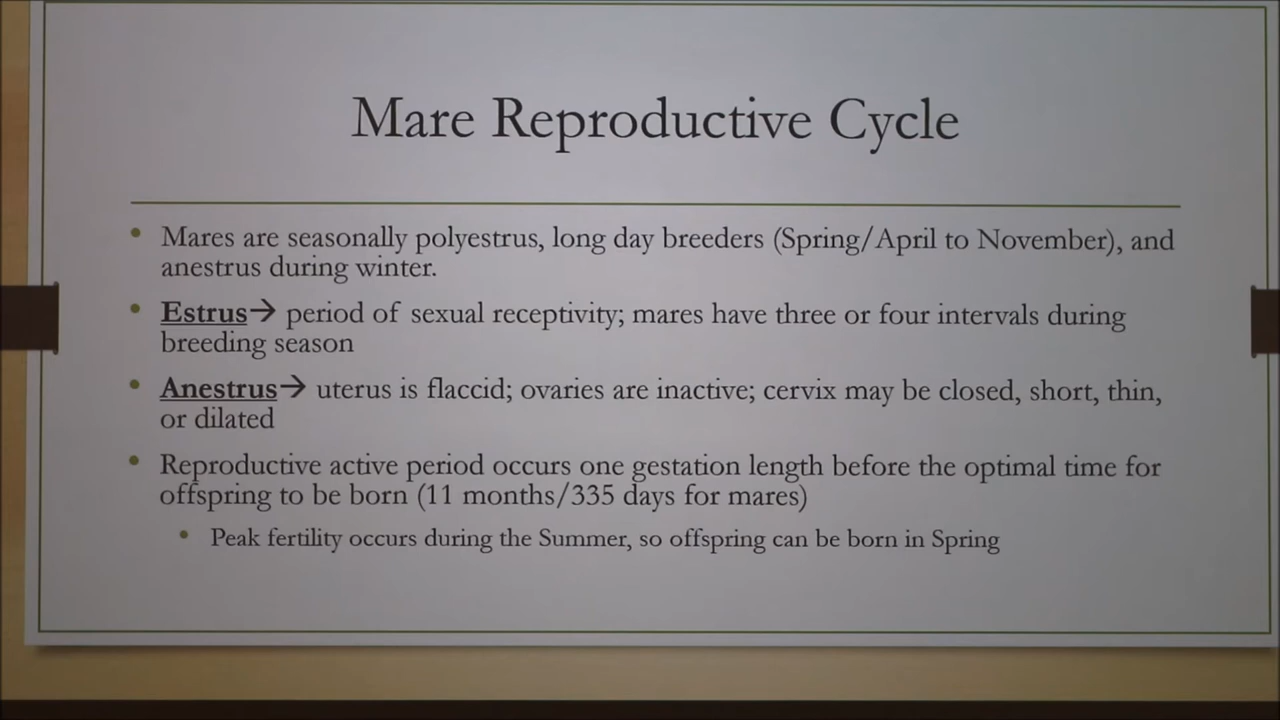 Mare Reproductive Cycle
• Mares are seasonally polyestrus, long day breeders (Spring/April to November), and
anestrus during winter.
• Estrus→ period of sexual receptivity; mares have three or four intervals during
breeding season
• Anestrus→ uterus is flaccid; ovaries are inactive; cervix may be closed, short, thin,
or dilated
• Reproductive active period occurs one gestation length before the optimal time for
offspring to be born (11 months/335 days for mares)
• Peak fertility occurs during the Summer, so offspring can be born in Spring